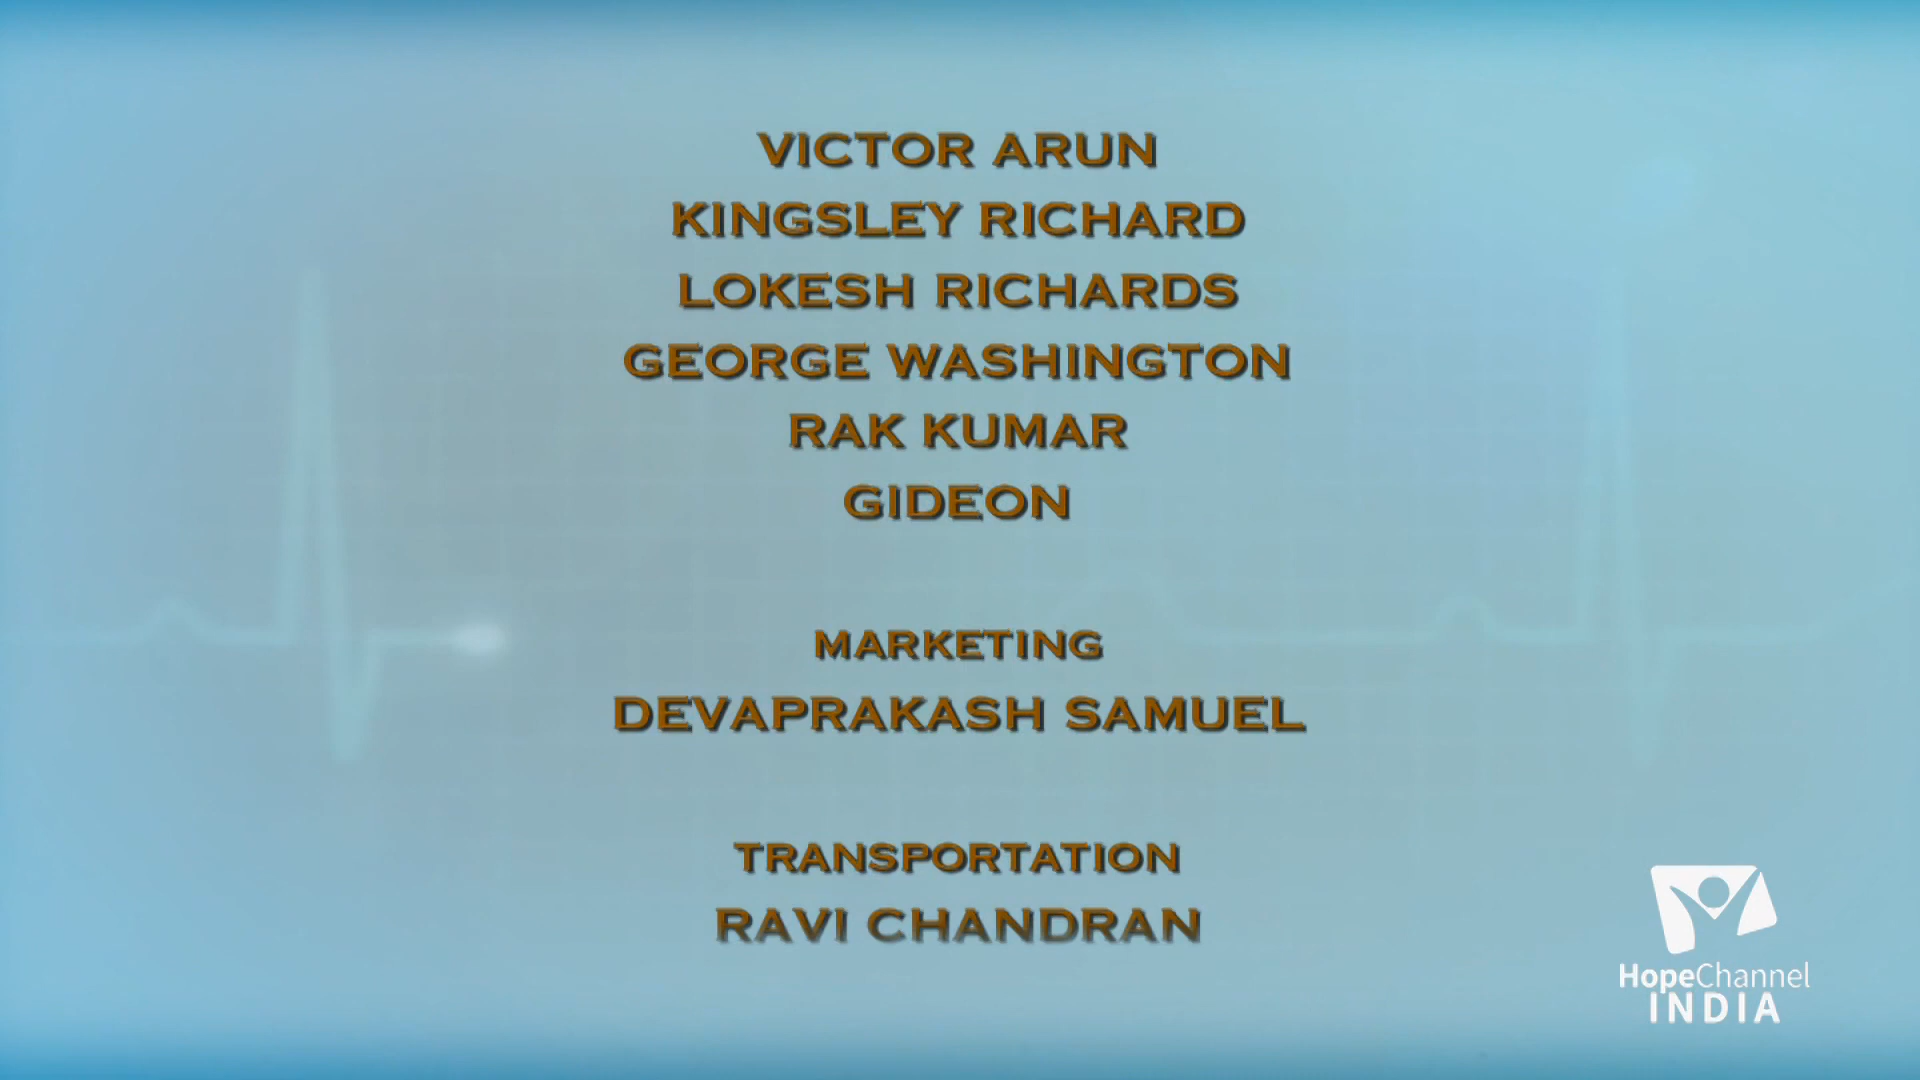 VICTOR ARUN
KINGSLEY RICHARD
LOKESH RICHARDS
GEORGE WASHINGTON
RAK KUMAR
GIDEON
MARKETING
DEVAPRAKASH SAMUEL
TRANSPORTATION
RAVI CHANDRAN
HopeChannel
INDIA